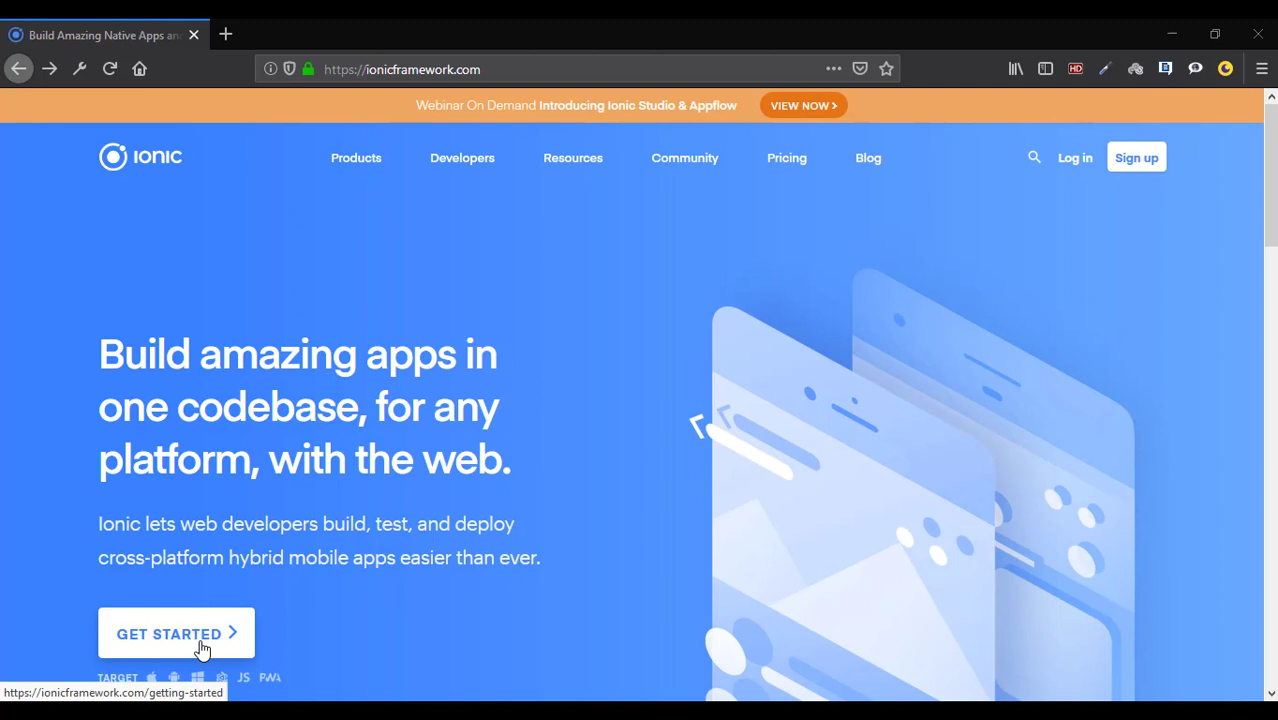 Build Amazing Native Apps an
https://ionicframework.com
HD
Webinar On Demand Introducing Ionic Studio & Appflow
VIEW NOW
IONIC
Products
Developers
Resources
Community
Pricing
Blog
Log in
Sign up
Build amazing apps in
one codebase, for any
platform, with the web.
Ionic lets web developers build, test, and deploy
cross-platform hybrid mobile apps easier than ever.
GET STARTED
TARGET
JS
PWA
https://ionicframework.com/getting-started